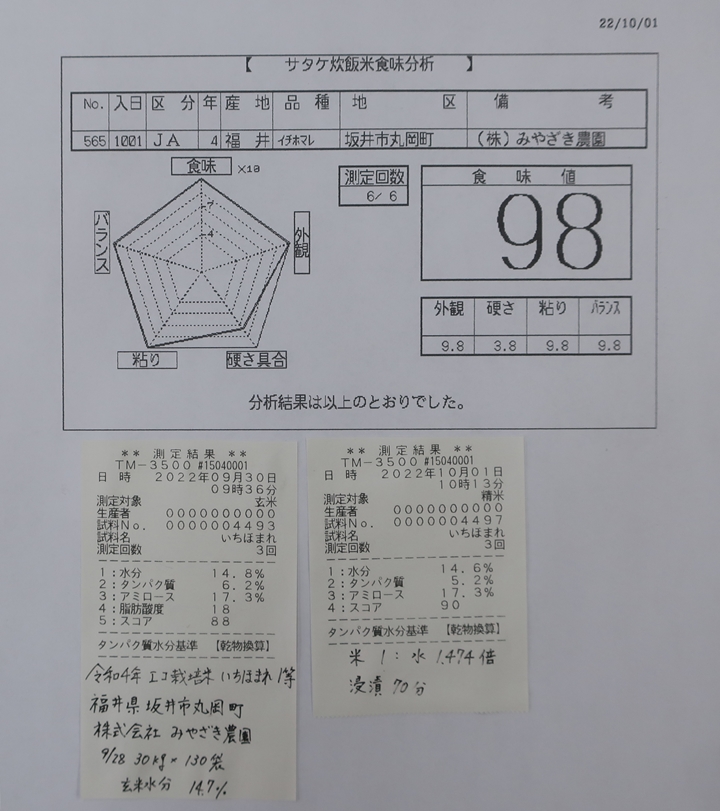 22/10/01
【 サタケ炊飯米食味分析 】
No. 入日 区分 年 産地 品種 地区 備考
565 1001 JA 4 福井 イチホマレ 坂井市丸岡町 (株)みやざき農園
食味 ×10
7
4
バランス
外観
粘り
硬さ具合
測定回数
6/ 6
食味値
98
外観 硬さ 粘り バランス
9.8 3.8 9.8 9.8
分析結果は以上のとおりでした。
** 測定結果 **
TM-3500 #15040001
日 時 2022年09月30日
09時36分
測定対象 玄米
生産者 0000000000
試料No. 0000004493
試料名 いちほまれ
測定回数 3回
1:水分 14.8%
2:タンパク質 6.2%
3:アミロース 17.3%
4:脂肪酸度 18
5:スコア 88
タンパク質水分基準 【乾物換算】
令和4年 エコ栽培米 いちほまれ 1等
福井県坂井市丸岡町
株式会社 みやざき農園
9/28 30kg×130袋
玄米水分 14.7%
** 測定結果 **
TM-3500 #15040001
日 時 2022年10月01日
10時13分
測定対象 精米
生産者 0000000000
試料No. 0000004497
試料名 いちほまれ
測定回数 3回
1:水分 14.6%
2:タンパク質 5.2%
3:アミロース 17.3%
4:スコア 90
タンパク質水分基準 【乾物換算】
米 1:水 1.474倍
浸漬 70分